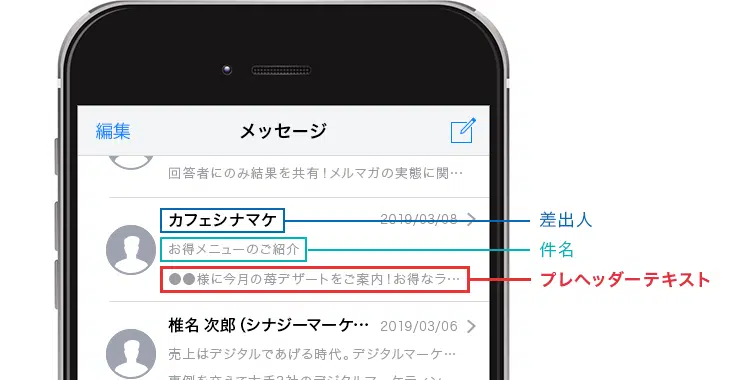 編集 メッセージ
回答者にのみ結果を共有！メルマガの実態に関…
カフェシナマケ 2019/03/08 差出人
お得メニューのご紹介 件名
●●様に今月の苺デザートをご案内！お得なラ… プレヘッダーテキスト
椎名 次郎（シナジーマーケ… 2019/03/06
売上はデジタルであげる時代。デジタルマーケ…